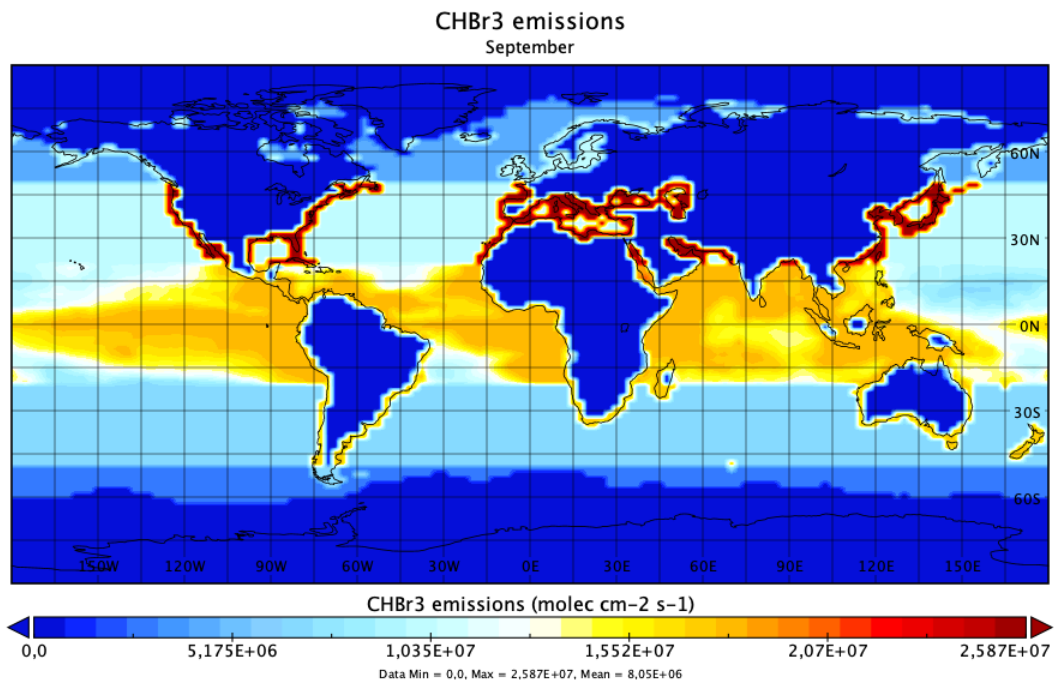 CHBr3 emissions
September
60N
30N
0N
30S
60S
150W 120W 90W 60W 30W 0E 30E 60E 90E 120E 150E
CHBr3 emissions (molec cm-2 s-1)
0,0 5,175E+06 1,035E+07 1,552E+07 2,07E+07 2,587E+07
Data Min = 0,0, Max = 2,587E+07, Mean = 8,05E+06